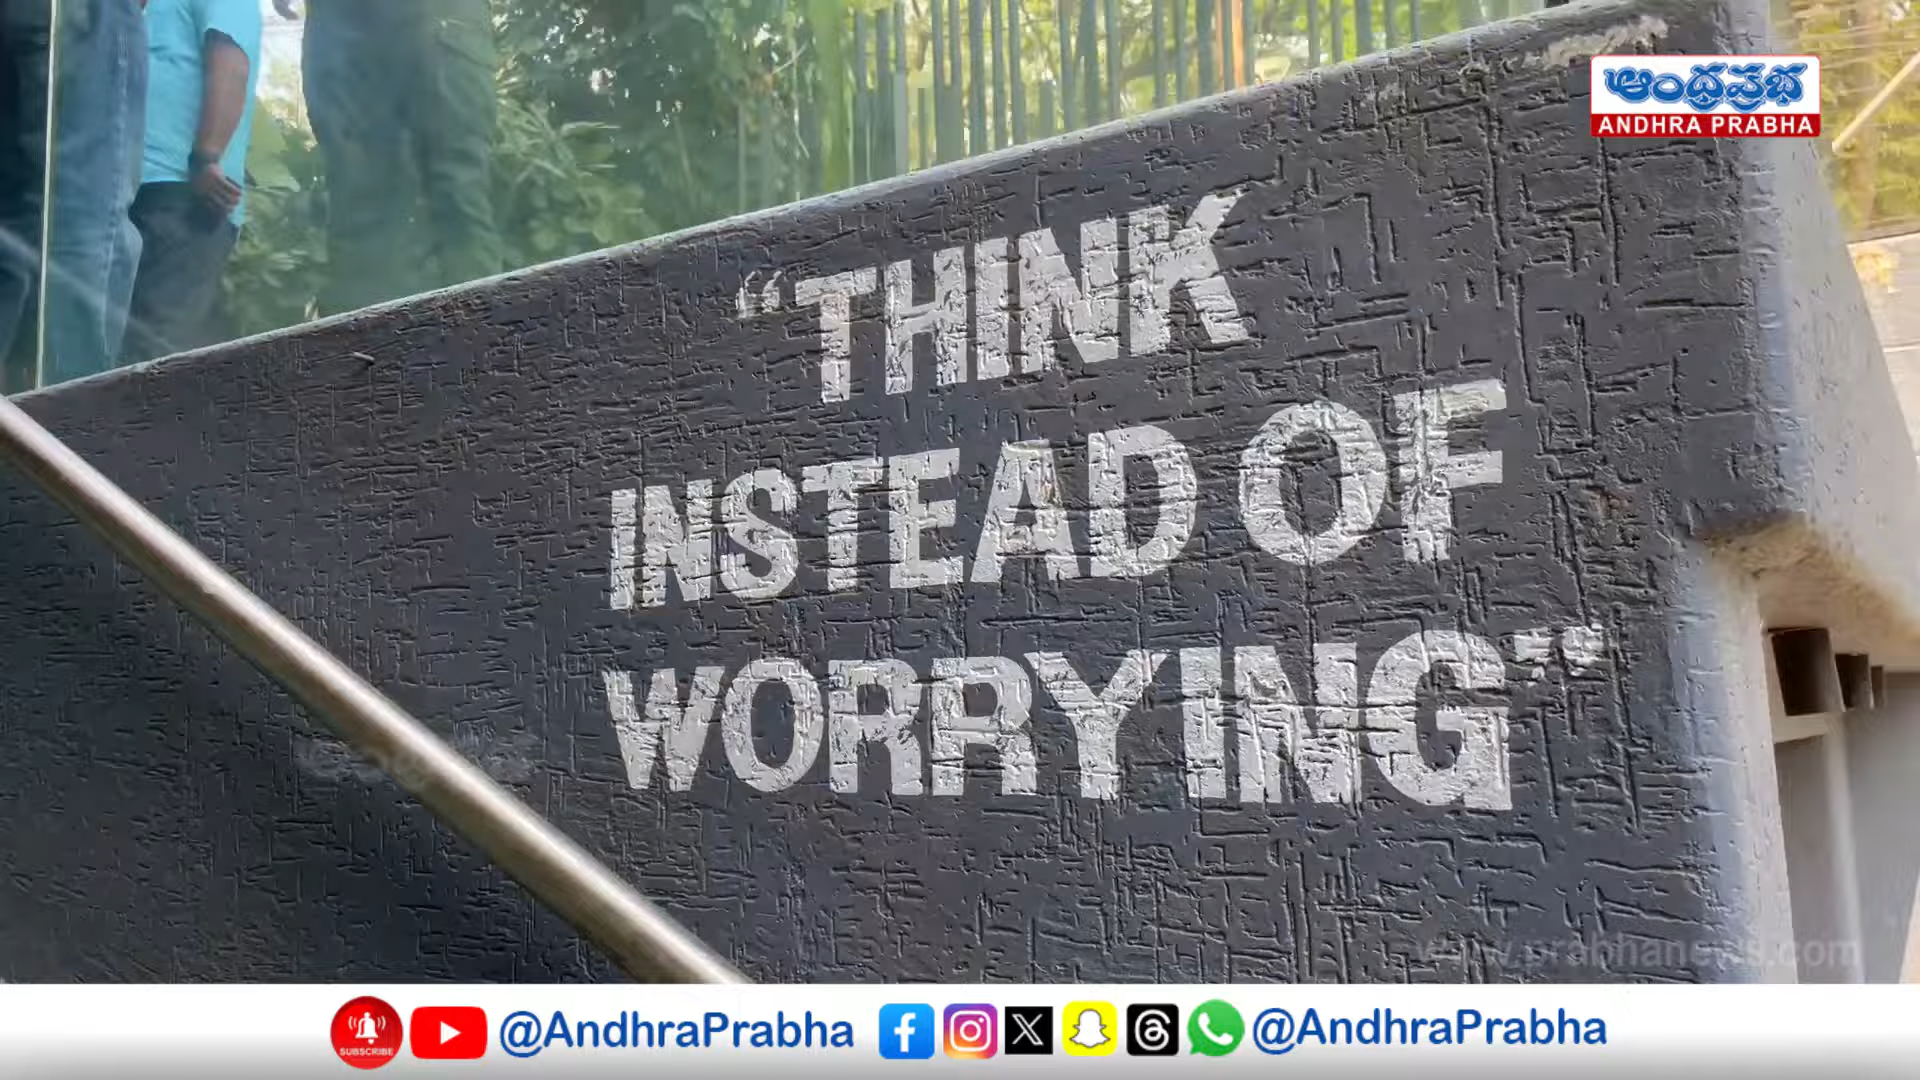 ఆంధ్రప్రభ
ANDHRA PRABHA
“THINK
INSTEAD OF
WORRYING”
www.prabhanews.com
SUBSCRIBE
@AndhraPrabha
@AndhraPrabha